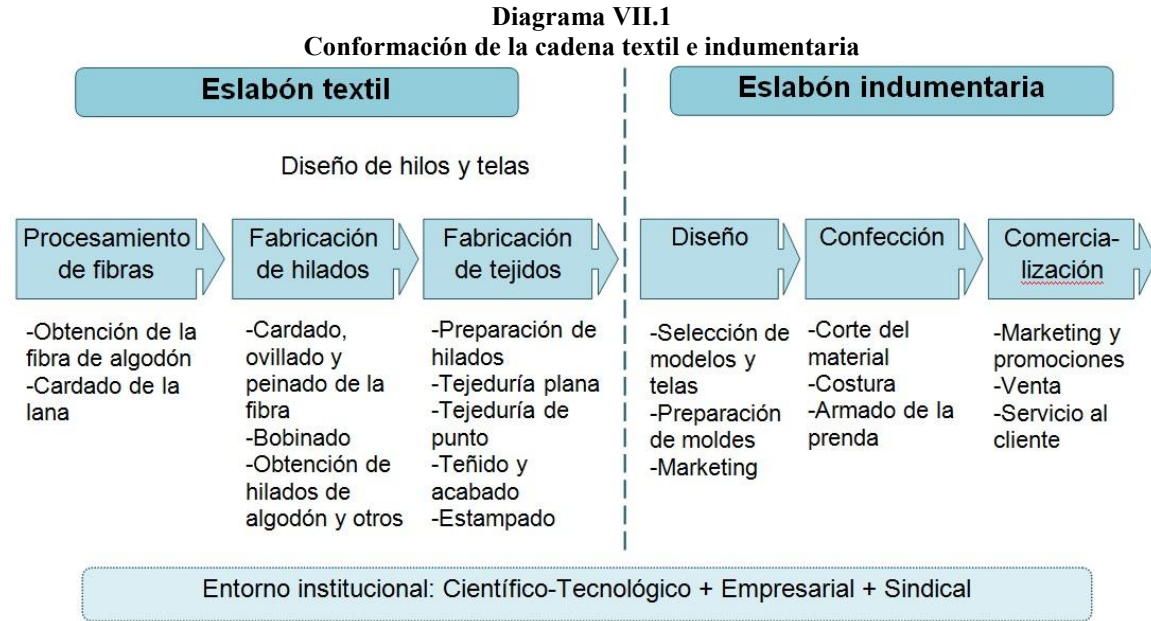 Diagrama VII.1
Conformación de la cadena textil e indumentaria
Eslabón textil
Eslabón indumentaria
Diseño de hilos y telas
Procesamiento
de fibras
-Obtención de la
fibra de algodón
-Cardado de la
lana
Fabricación
de hilados
-Cardado,
ovillado y
peinado de la
fibra
-Bobinado
-Obtención de
hilados de
algodón y otros
Fabricación
de tejidos
-Preparación de
hilados
-Tejeduría plana
-Tejeduría de
punto
-Teñido y
acabado
-Estampado
Diseño
-Selección de
modelos y
telas
-Preparación
de moldes
-Marketing
Confección
-Corte del
material
-Costura
-Armado de la
prenda
Comercia-
lización
-Marketing y
promociones
-Venta
-Servicio al
cliente
Entorno institucional: Científico-Tecnológico + Empresarial + Sindical